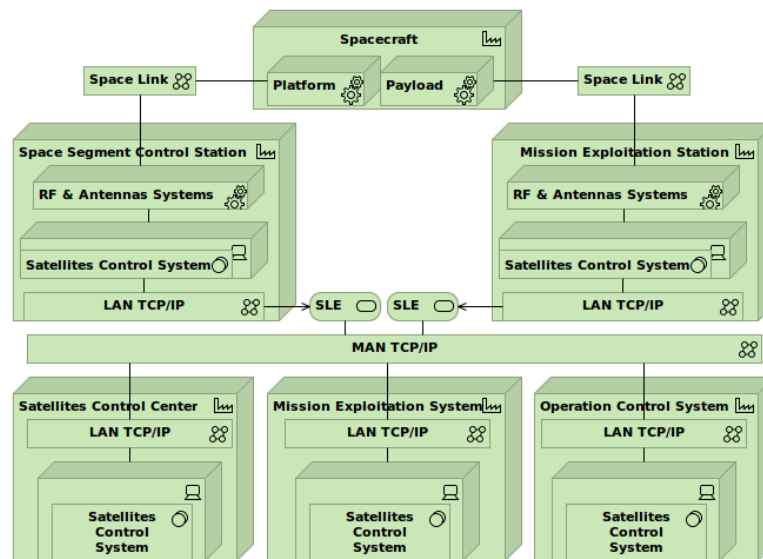 Spacecraft
Space Link
Platform
Payload
Space Link
Space Segment Control Station
Mission Exploitation Station
RF & Antennas Systems
RF & Antennas Systems
Satellites Control System
Satellites Control System
LAN TCP/IP
SLE
SLE
LAN TCP/IP
MAN TCP/IP
Satellites Control Center
Mission Exploitation System
Operation Control System
LAN TCP/IP
LAN TCP/IP
LAN TCP/IP
Satellites
Control
System
Satellites
Control
System
Satellites
Control
System